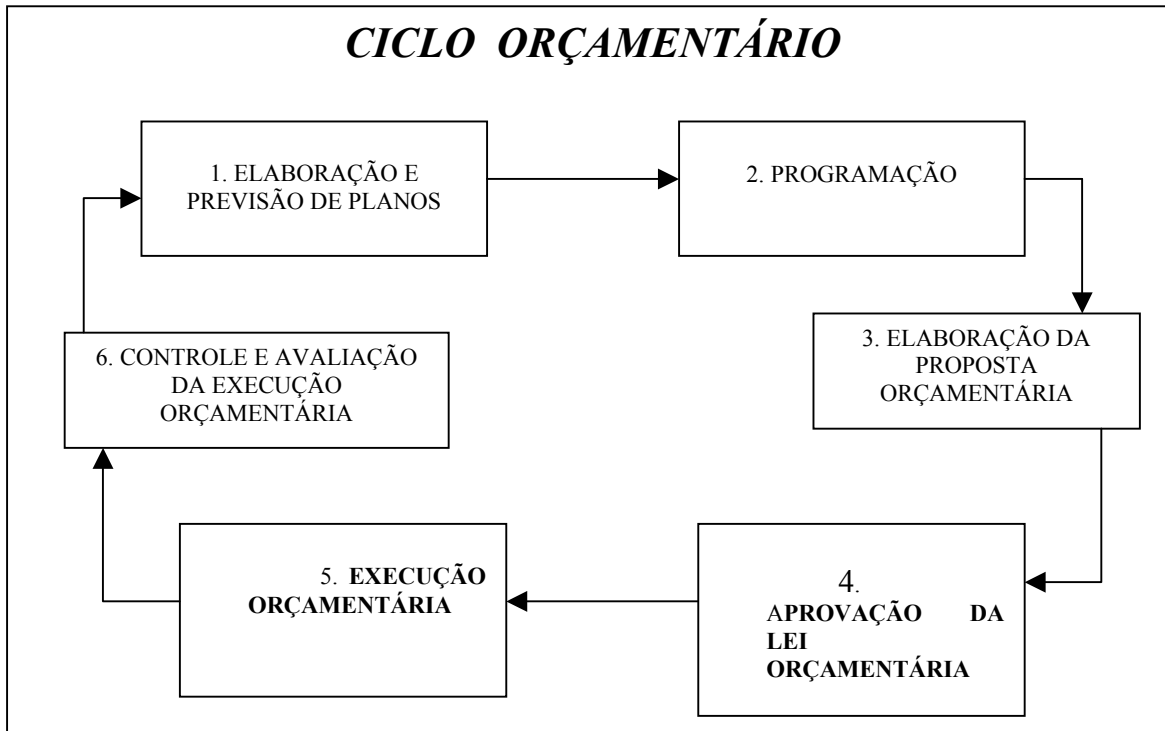 CICLO ORÇAMENTÁRIO
1. ELABORAÇÃO E
PREVISÃO DE PLANOS
2. PROGRAMAÇÃO
3. ELABORAÇÃO DA
PROPOSTA
ORÇAMENTÁRIA
4.
APROVAÇÃO DA
LEI
ORÇAMENTÁRIA
5. EXECUÇÃO
ORÇAMENTÁRIA
6. CONTROLE E AVALIAÇÃO
DA EXECUÇÃO
ORÇAMENTÁRIA